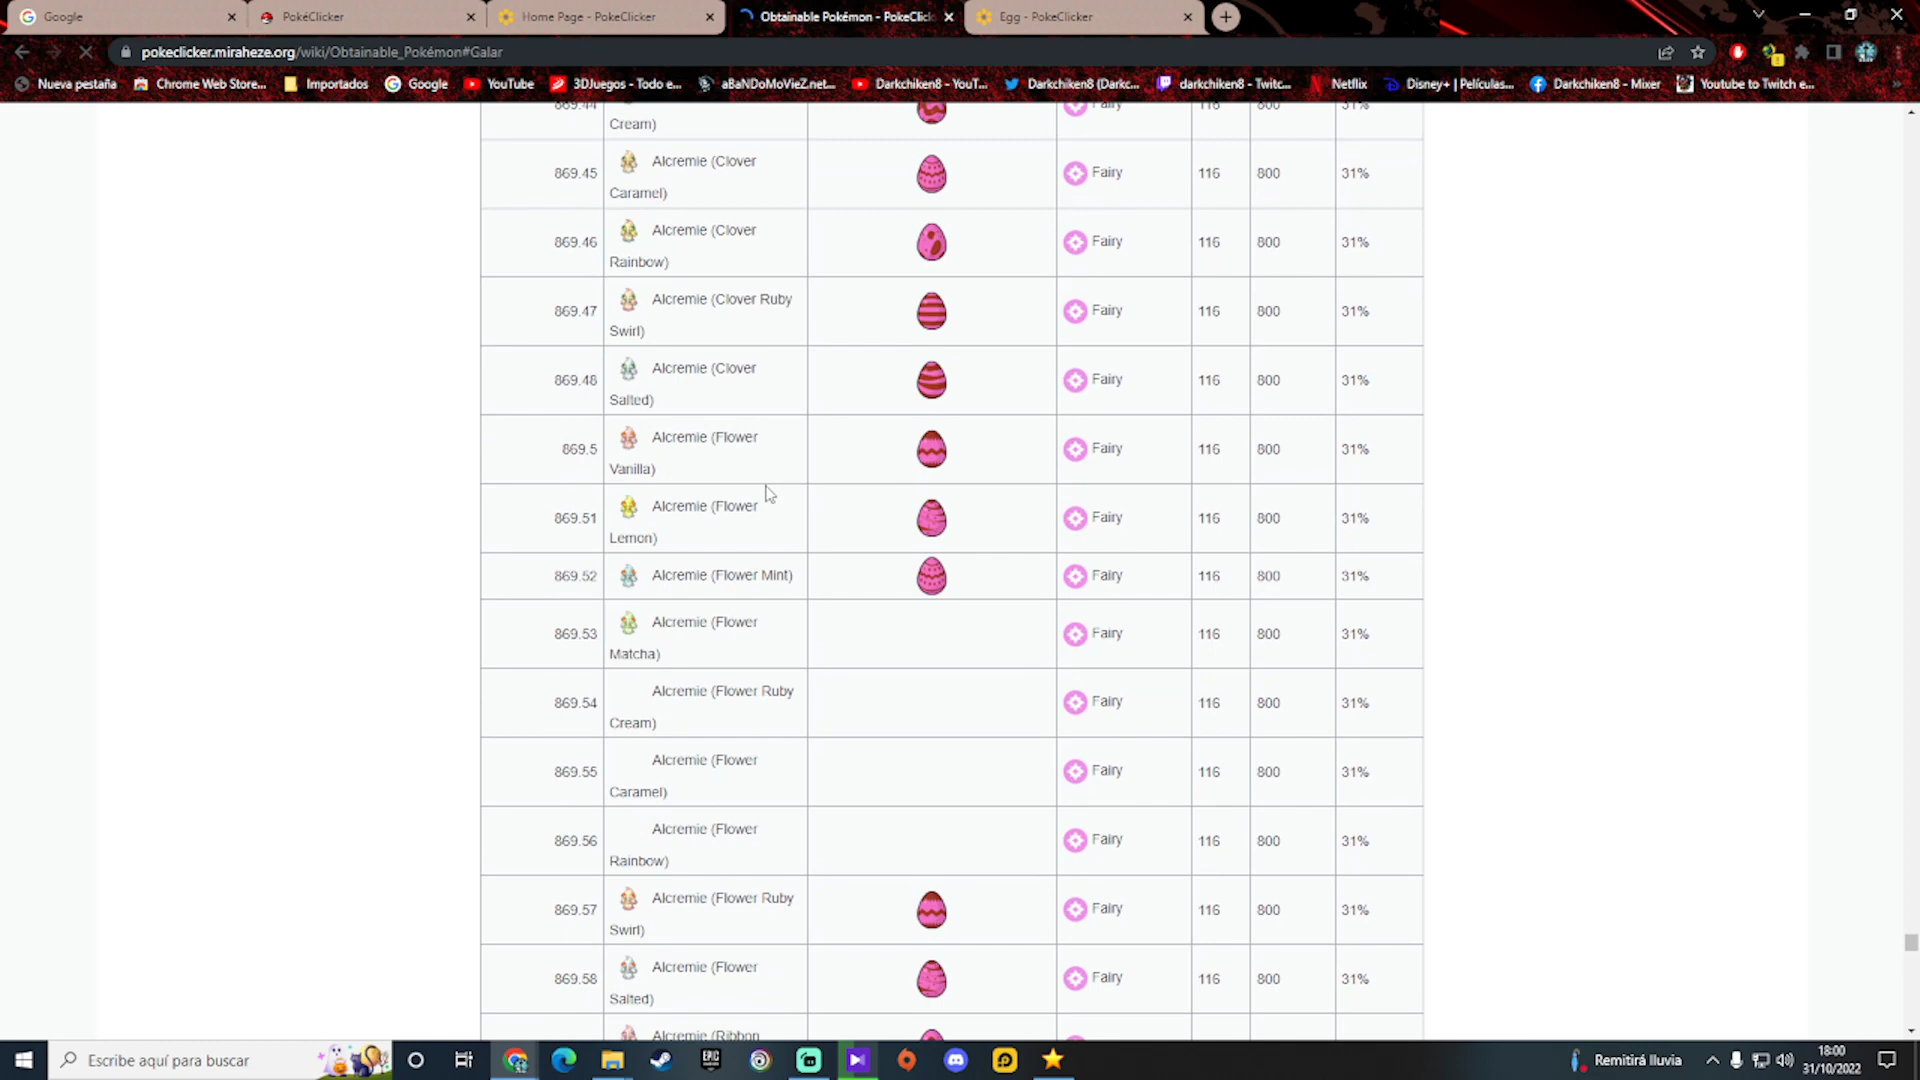 Google
PokéClicker
Home Page - PokeClicker
Obtainable Pokémon - PokeClick
Egg - PokeClicker
pokeclicker.miraheze.org/wiki/Obtainable_Pokémon#Galar
Nueva pestaña
Chrome Web Store...
Importados
Google
YouTube
3DJuegos - Todo e...
aBaNDoMoVieZ.net...
Darkchiken8 - YouT...
Darkchiken8 (Darkc...
darkchiken8 - Twitc...
Netflix
Disney+ | Películas...
Darkchiken8 - Mixer
Youtube to Twitch e...
869.44 Cream) Fairy 116 800 31%
869.45 Alcremie (Clover Fairy 116 800 31%
Caramel)
869.46 Alcremie (Clover Fairy 116 800 31%
Rainbow)
869.47 Alcremie (Clover Ruby Fairy 116 800 31%
Swirl)
869.48 Alcremie (Clover Fairy 116 800 31%
Salted)
869.5 Alcremie (Flower Fairy 116 800 31%
Vanilla)
869.51 Alcremie (Flower Fairy 116 800 31%
Lemon)
869.52 Alcremie (Flower Mint) Fairy 116 800 31%
869.53 Alcremie (Flower Fairy 116 800 31%
Matcha)
869.54 Alcremie (Flower Ruby Fairy 116 800 31%
Cream)
869.55 Alcremie (Flower Fairy 116 800 31%
Caramel)
869.56 Alcremie (Flower Fairy 116 800 31%
Rainbow)
869.57 Alcremie (Flower Ruby Fairy 116 800 31%
Swirl)
869.58 Alcremie (Flower Fairy 116 800 31%
Salted)
Alcremie (Ribbon
Escribe aquí para buscar
EPIC
Remitirá lluvia
18:00
31/10/2022